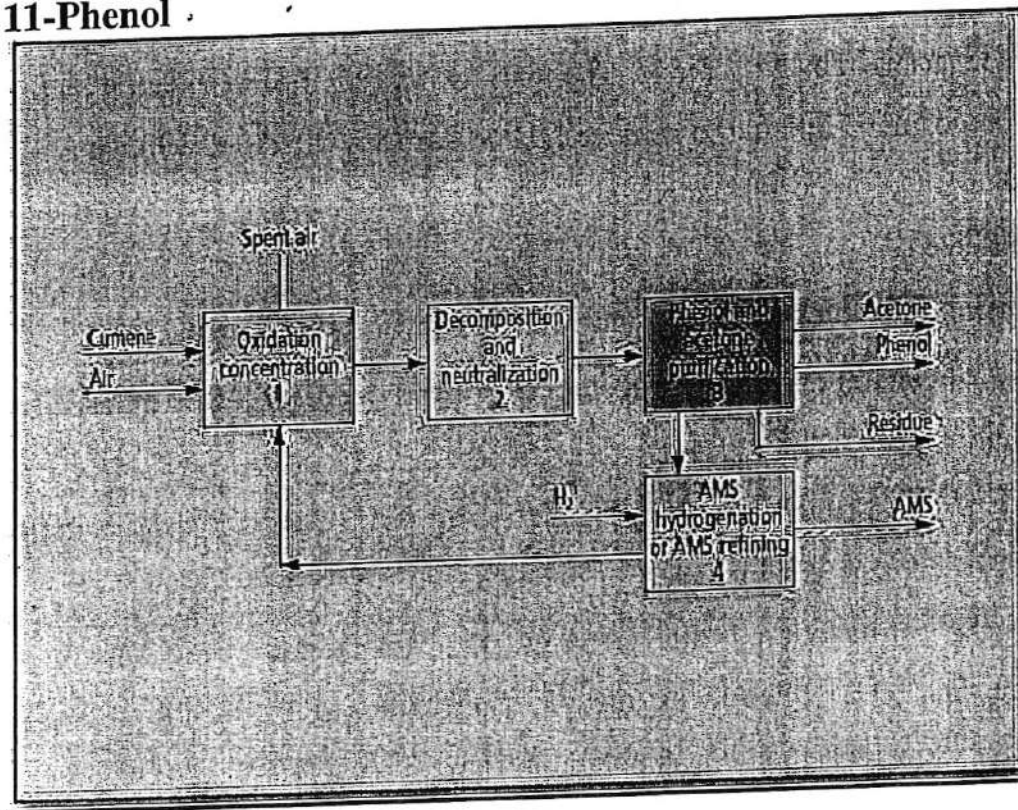 11-Phenol
Spent air
Cumene
Air
Oxidation
concentration
1
Decomposition
and
neutralization
2
Phenol and
acetone
purification
3
Acetone
Phenol
Residue
H₂
AMS
hydrogenation
or AMS refining
4
AMS